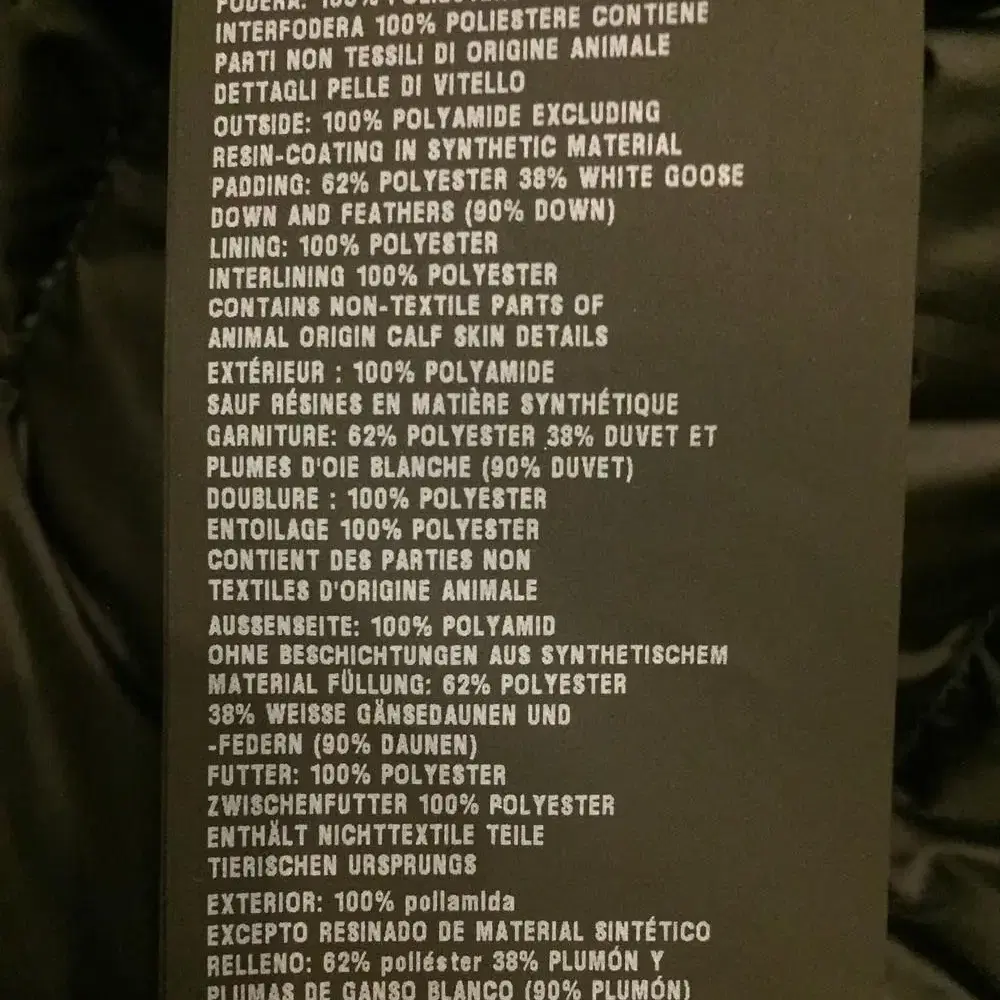 FODERA: 100% POLIESTERE
INTERFODERA 100% POLIESTERE CONTIENE
PARTI NON TESSILI DI ORIGINE ANIMALE
DETTAGLI PELLE DI VITELLO
OUTSIDE: 100% POLYAMIDE EXCLUDING
RESIN-COATING IN SYNTHETIC MATERIAL
PADDING: 62% POLYESTER 38% WHITE GOOSE
DOWN AND FEATHERS (90% DOWN)
LINING: 100% POLYESTER
INTERLINING 100% POLYESTER
CONTAINS NON-TEXTILE PARTS OF
ANIMAL ORIGIN CALF SKIN DETAILS
EXTÉRIEUR : 100% POLYAMIDE
SAUF RÉSINES EN MATIÈRE SYNTHÉTIQUE
GARNITURE: 62% POLYESTER 38% DUVET ET
PLUMES D'OIE BLANCHE (90% DUVET)
DOUBLURE : 100% POLYESTER
ENTOILAGE 100% POLYESTER
CONTIENT DES PARTIES NON
TEXTILES D'ORIGINE ANIMALE
AUSSENSEITE: 100% POLYAMID
OHNE BESCHICHTUNGEN AUS SYNTHETISCHEM
MATERIAL FÜLLUNG: 62% POLYESTER
38% WEISSE GÄNSEDAUNEN UND
-FEDERN (90% DAUNEN)
FUTTER: 100% POLYESTER
ZWISCHENFUTTER 100% POLYESTER
ENTHÄLT NICHTTEXTILE TEILE
TIERISCHEN URSPRUNGS
EXTERIOR: 100% poliamida
EXCEPTO RESINADO DE MATERIAL SINTÉTICO
RELLENO: 62% poliéster 38% PLUMÓN Y
PLUMAS DE GANSO BLANCO (90% PLUMÓN)